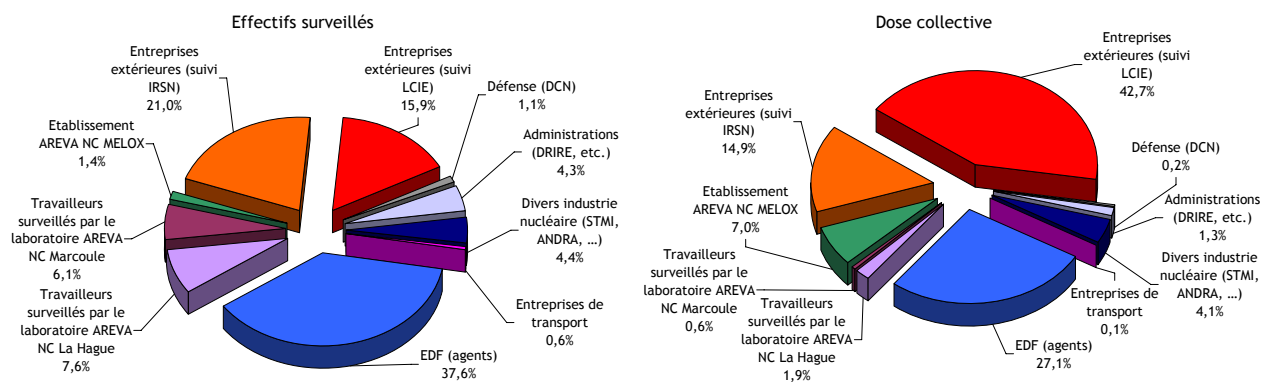 Effectifs surveillés
Entreprises
extérieures (suivi
IRSN)
21,0%
Entreprises
extérieures (suivi
LCIE)
15,9%
Défense (DCN)
1,1%
Administrations
(DRIRE, etc.)
4,3%
Divers industrie
nucléaire (STMI,
ANDRA, …)
4,4%
Entreprises de
transport
0,6%
EDF (agents)
37,6%
Travailleurs
surveillés par le
laboratoire AREVA
NC La Hague
7,6%
Travailleurs
surveillés par le
laboratoire AREVA
NC Marcoule
6,1%
Etablissement
AREVA NC MELOX
1,4%
Dose collective
Entreprises
extérieures (suivi
LCIE)
42,7%
Défense (DCN)
0,2%
Administrations
(DRIRE, etc.)
1,3%
Divers industrie
nucléaire (STMI,
ANDRA, …)
4,1%
Entreprises de
transport
0,1%
EDF (agents)
27,1%
Travailleurs
surveillés par le
laboratoire AREVA
NC La Hague
1,9%
Travailleurs
surveillés par le
laboratoire AREVA
NC Marcoule
0,6%
Etablissement
AREVA NC MELOX
7,0%
Entreprises
extérieures (suivi
IRSN)
14,9%